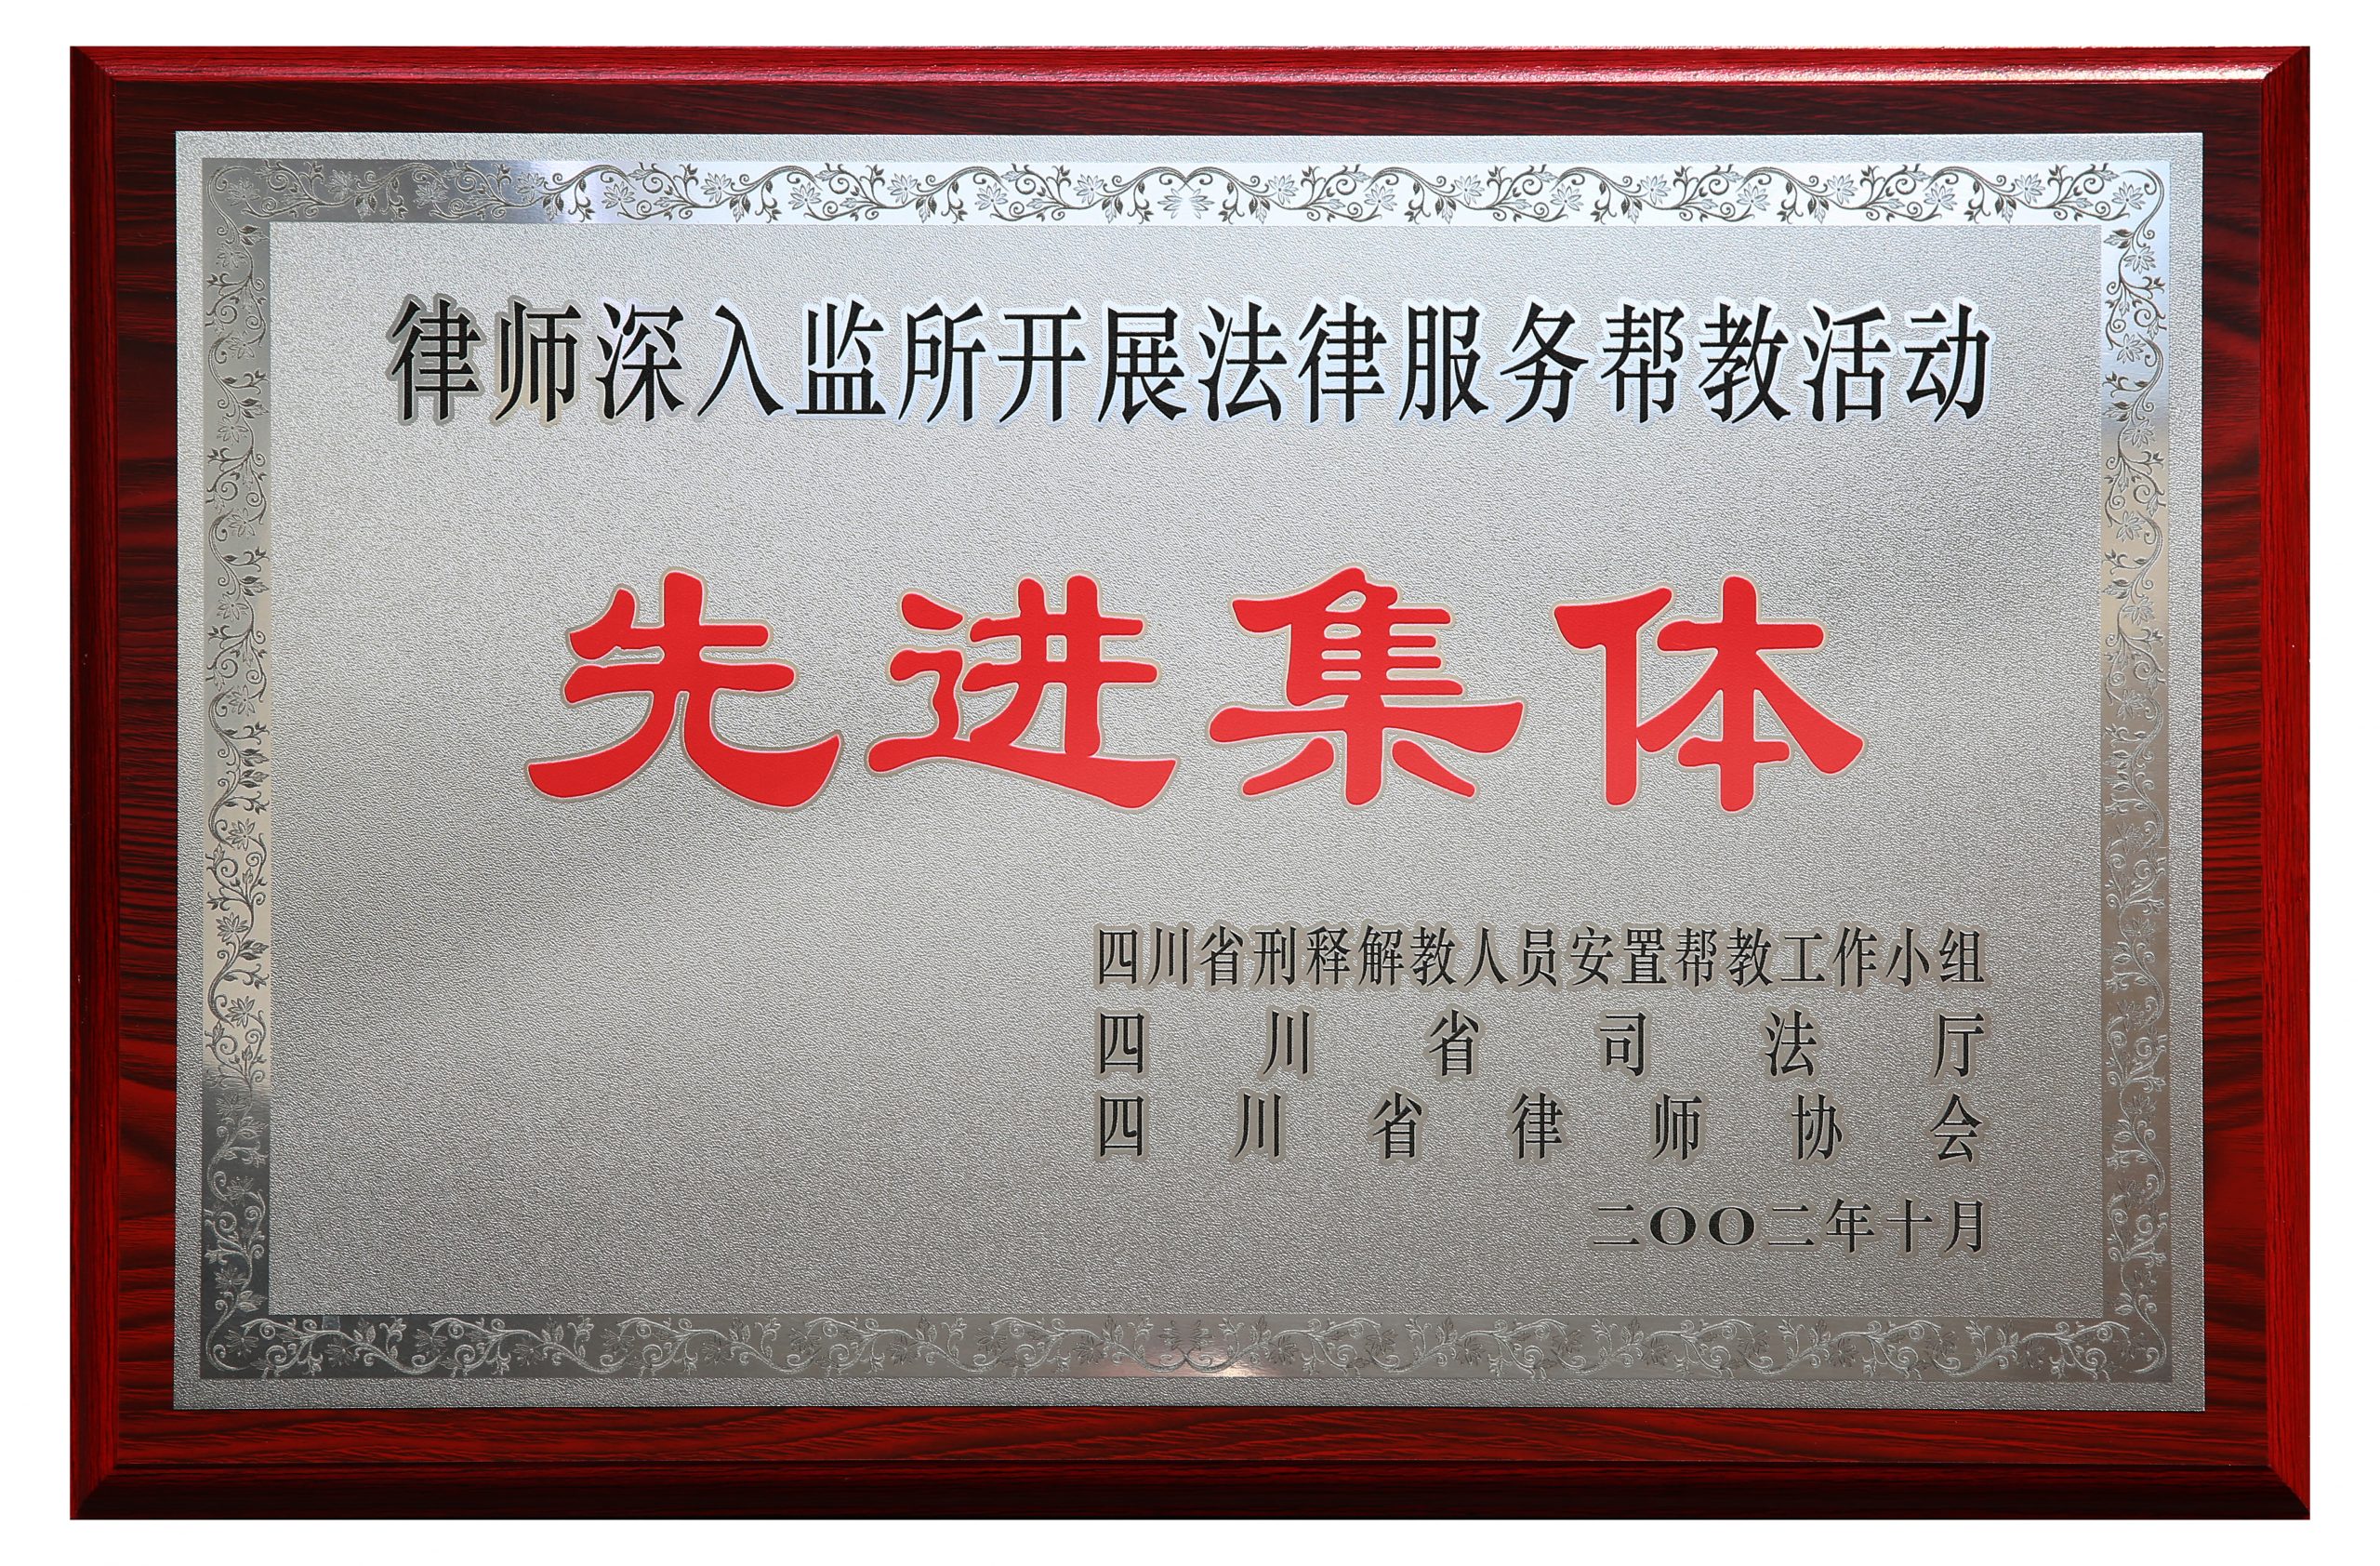 律师深入监所开展法律服务帮教活动
先进集体
四川省刑释解教人员安置帮教工作小组
四川省司法厅
四川省律师协会
二〇〇二年十月